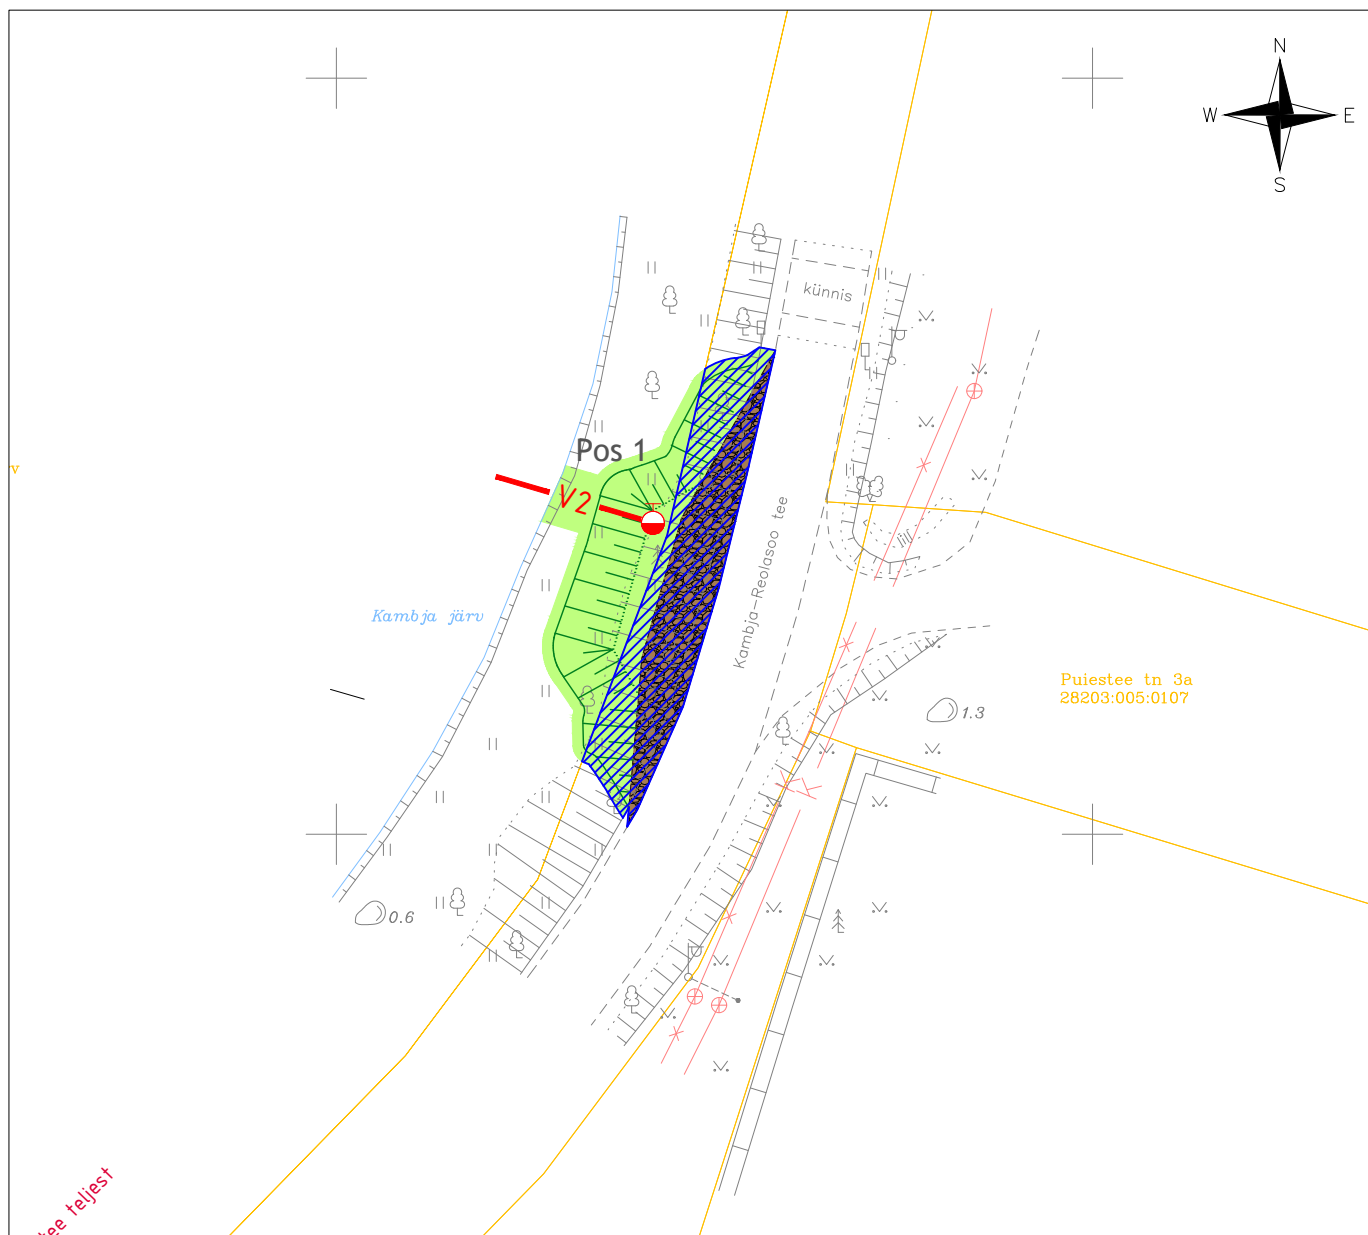 N
W E
S
künnis
Pos 1
V2
v
Kambja-Reolasoo tee
Kambja järv
Puiestee tn 3a
28203:005:0107
1.3
0.6
tee teljest